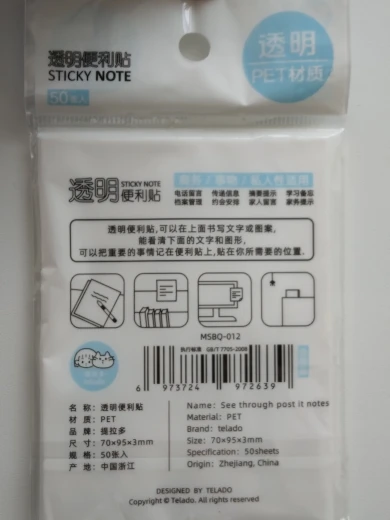 透明便利贴
STICKY NOTE
50张入
透明
PET材质
透明
STICKY NOTE
便利贴
商务 / 事务 / 私人件适用
电话留言 传递信息 摘要提示 学习备忘
档案管理 约会安排 家人留言 家务提示
透明便利贴,可以在上面书写文字或图案,
能看清下面的文字和图形,
可以把重要的事情记在便利贴上,贴在你所需要的位置.
MSBQ-012
执行标准: GB/T 7705-2008
6 973724 972639
名 称: 透明便利贴
材 质: PET
品 牌: 提拉多
尺 寸: 70×95×3mm
规 格: 50张入
产 地: 中国浙江
Name: See through post it notes
Material: PET
Brand: telado
Size: 70×95×3mm
Specification: 50sheets
Origin: Zhejiang, China
DESIGNED BY TELADO
Copyright © Telado. All rights reserved